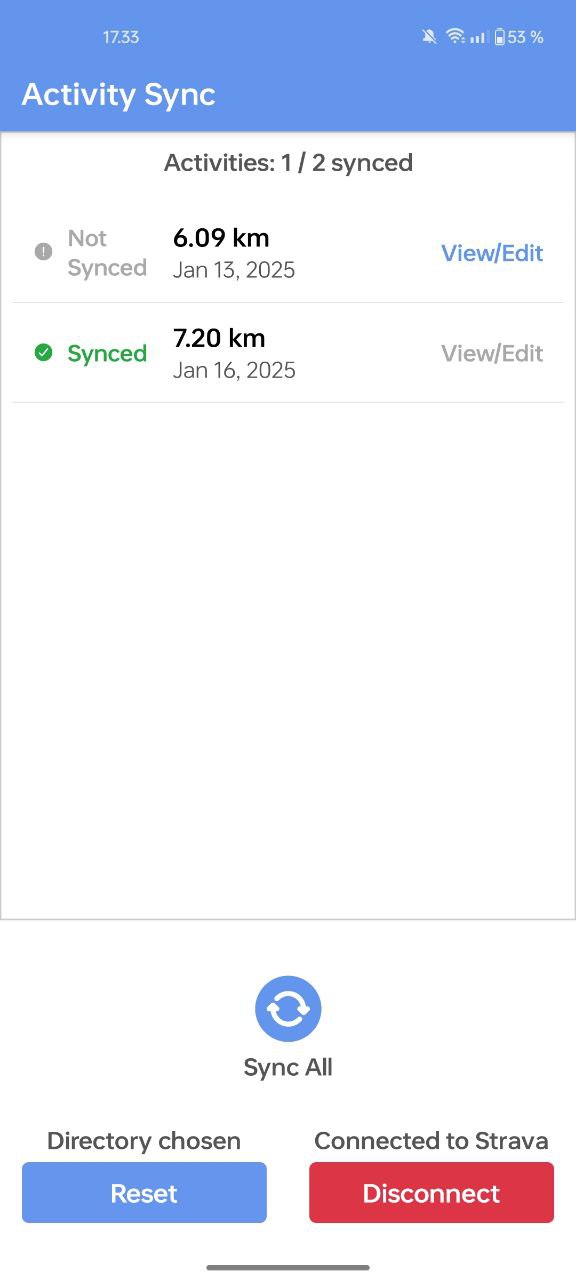 17.33
53 %
Activity Sync
Activities: 1 / 2 synced
Not
Synced
6.09 km
Jan 13, 2025
View/Edit
Synced
7.20 km
Jan 16, 2025
View/Edit
Sync All
Directory chosen
Connected to Strava
Reset
Disconnect